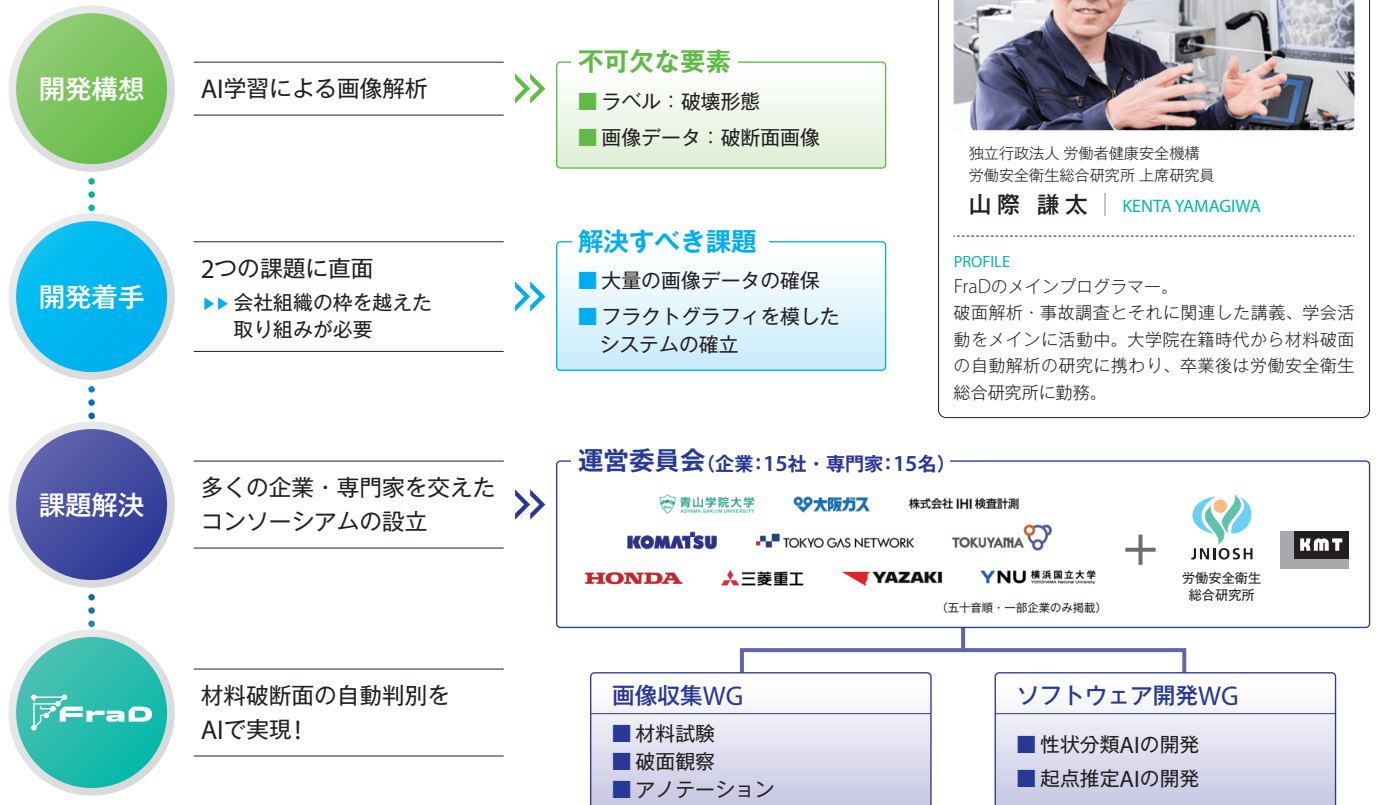 開発構想
AI学習による画像解析
不可欠な要素
ラベル：破壊形態
画像データ：破断面画像
独立行政法人 労働者健康安全機構
労働安全衛生総合研究所 上席研究員
山際 謙太 | KENTA YAMAGIWA
PROFILE
FraDのメインプログラマー。
破面解析・事故調査とそれに関連した講義、学会活
動をメインに活動中。大学院在籍時代から材料破面
の自動解析の研究に携わり、卒業後は労働安全衛生
総合研究所に勤務。
開発着手
2つの課題に直面
会社組織の枠を越えた
取り組みが必要
解決すべき課題
大量の画像データの確保
フラクトグラフィを模した
システムの確立
課題解決
多くの企業・専門家を交えた
コンソーシアムの設立
運営委員会(企業：15社・専門家：15名)
青山学院大学
AOYAMA GAKUIN UNIVERSITY
大阪ガス
株式会社 IHI 検査計測
KOMATSU
TOKYO GAS NETWORK
TOKUYAMA
HONDA
三菱重工
YAZAKI
YNU 横浜国立大学
YOKOHAMA National University
(五十音順・一部企業のみ掲載)
+
JNIOSH
労働安全衛生
総合研究所
KMT
FraD
材料破断面の自動判別を
AIで実現！
画像収集WG
材料試験
破面観察
アノテーション
ソフトウェア開発WG
性状分類AIの開発
起点推定AIの開発